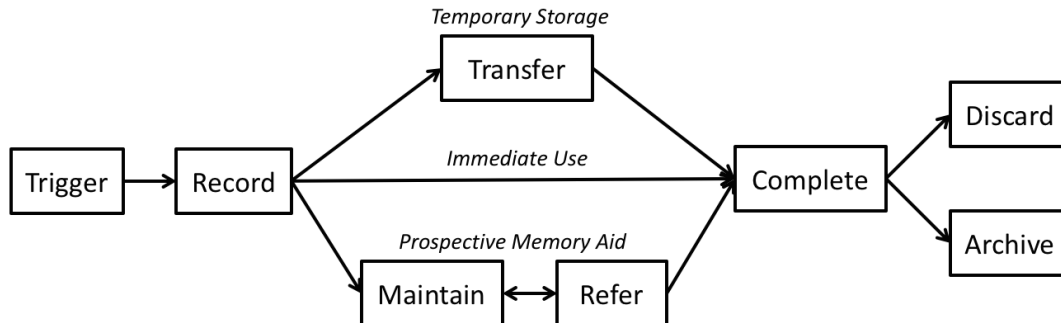 Temporary Storage
Transfer
Discard
Immediate Use
Trigger
Record
Complete
Prospective Memory Aid
Archive
Maintain
Refer